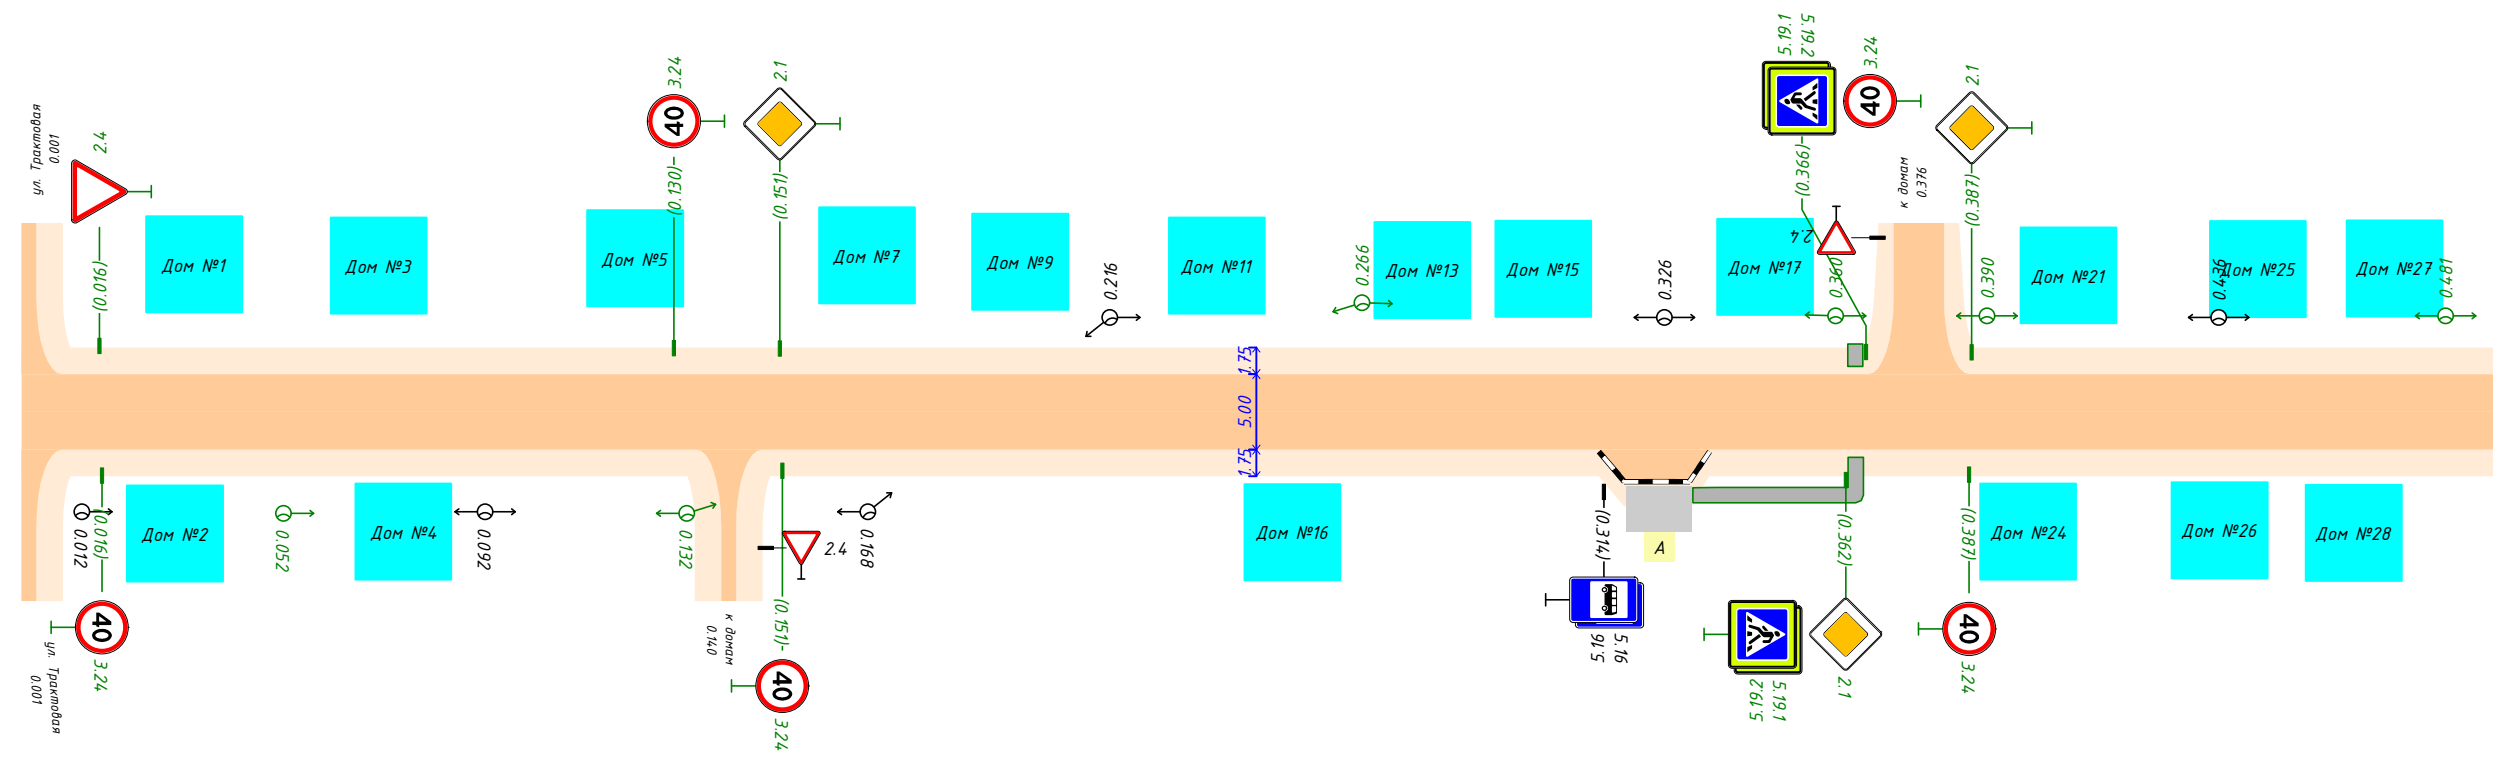 ул. Трактовая
0.001
2.4
(0.016)
Дом №1
Дом №3
Дом №5
3.24
40
(0.130)
2.1
(0.151)
Дом №7
Дом №9
0.216
Дом №11
0.266
Дом №13
Дом №15
0.326
Дом №17
5.19.1
5.19.2
(0.366)
3.24
40
2.4
0.360
к домам
0.376
2.1
(0.387)
0.390
Дом №21
0.436
Дом №25
Дом №27
0.481
1.75
5.00
1.75
0.012
(0.016)
40
3.24
ул. Трактовая
0.001
Дом №2
0.052
Дом №4
0.092
0.132
к домам
0.140
2.4
(0.151)
40
3.24
0.168
Дом №16
(0.314)
5.16
5.16
А
5.19.1
5.19.2
(0.362)
2.1
(0.387)
40
3.24
Дом №24
Дом №26
Дом №28